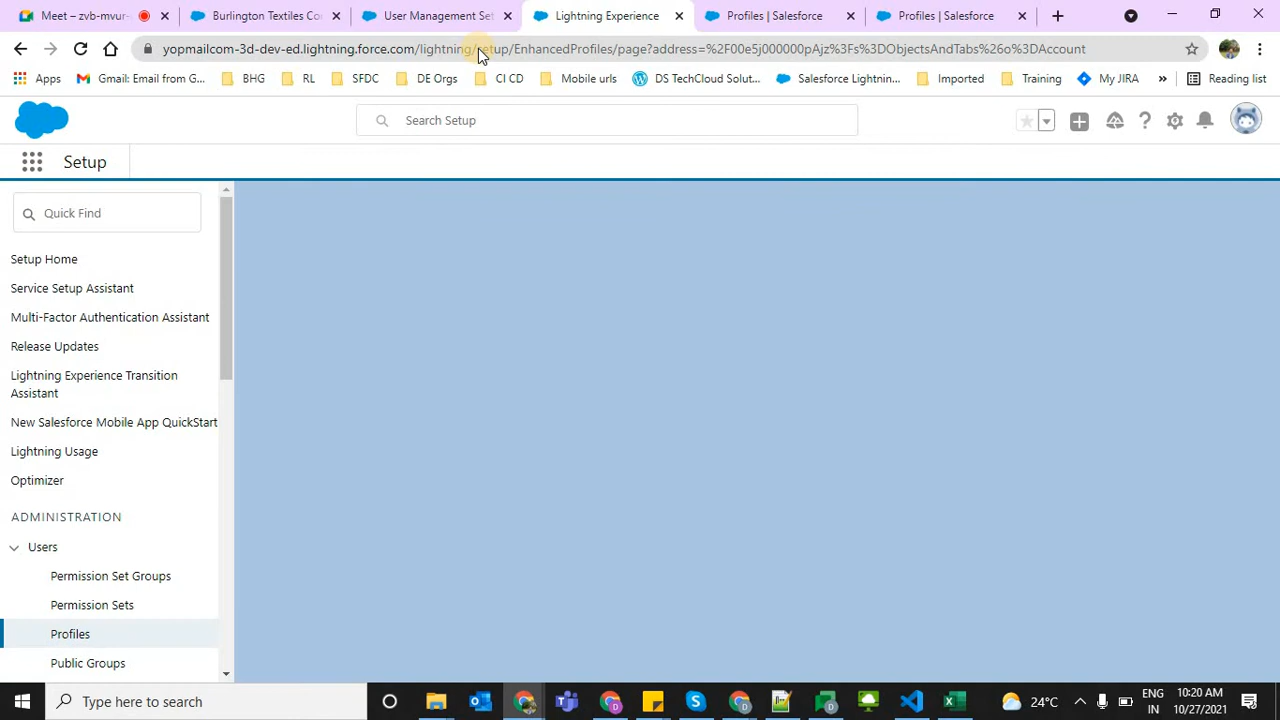 Meet – zvb-mvur-
Burlington Textiles Co
User Management Set
Lightning Experience
Profiles | Salesforce
Profiles | Salesforce
yopmailcom-3d-dev-ed.lightning.force.com/lightning/setup/EnhancedProfiles/page?address=%2F00e5j000000pAjz%3Fs%3DObjectsAndTabs%26o%3DAccount
Apps
Gmail: Email from G...
BHG
RL
SFDC
DE Orgs
CI CD
Mobile urls
DS TechCloud Solut...
Salesforce Lightnin...
Imported
Training
My JIRA
»
Reading list
Search Setup
Setup
Quick Find
Setup Home
Service Setup Assistant
Multi-Factor Authentication Assistant
Release Updates
Lightning Experience Transition
Assistant
New Salesforce Mobile App QuickStart
Lightning Usage
Optimizer
ADMINISTRATION
Users
Permission Set Groups
Permission Sets
Profiles
Public Groups
Type here to search
24°C
ENG
IN
10:20 AM
10/27/2021